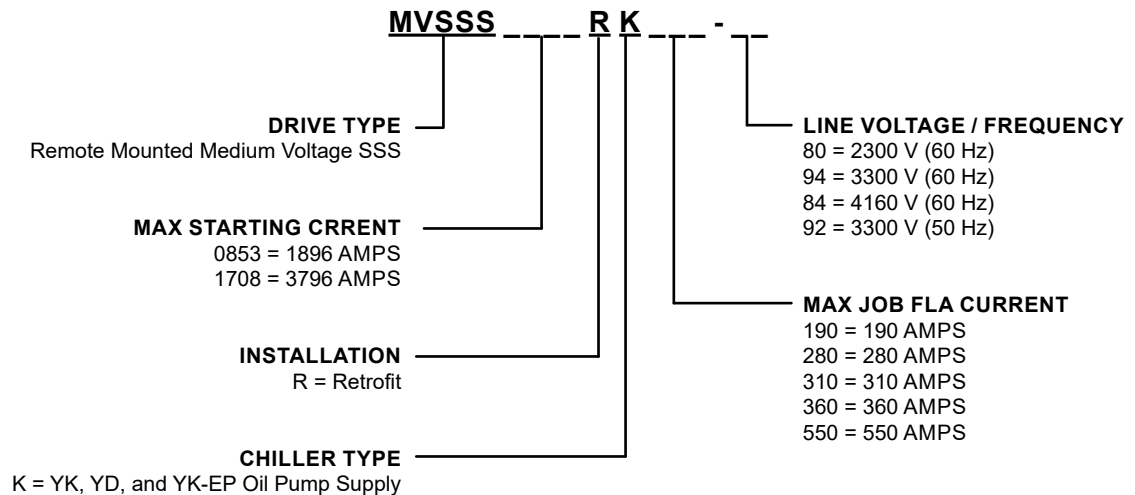 MVSSS _ _ _ _ R K _ _ _ - _ _
DRIVE TYPE
Remote Mounted Medium Voltage SSS
MAX STARTING CRRENT
0853 = 1896 AMPS
1708 = 3796 AMPS
INSTALLATION
R = Retrofit
CHILLER TYPE
K = YK, YD, and YK-EP Oil Pump Supply
LINE VOLTAGE / FREQUENCY
80 = 2300 V (60 Hz)
94 = 3300 V (60 Hz)
84 = 4160 V (60 Hz)
92 = 3300 V (50 Hz)
MAX JOB FLA CURRENT
190 = 190 AMPS
280 = 280 AMPS
310 = 310 AMPS
360 = 360 AMPS
550 = 550 AMPS